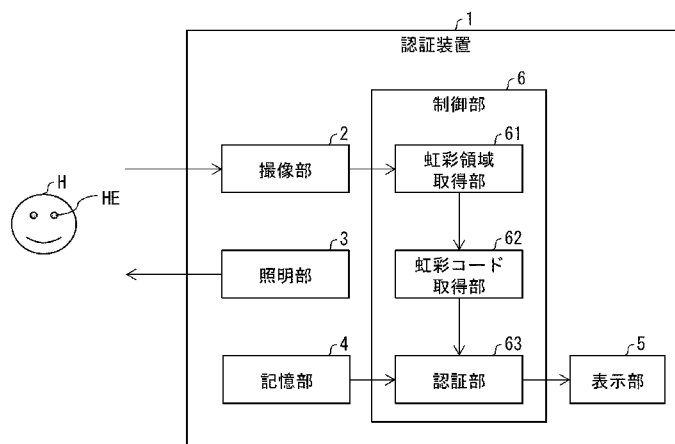 1
認証装置
6
制御部
2
撮像部
61
虹彩領域
取得部
H
HE
3
照明部
62
虹彩コード
取得部
4
記憶部
63
認証部
5
表示部